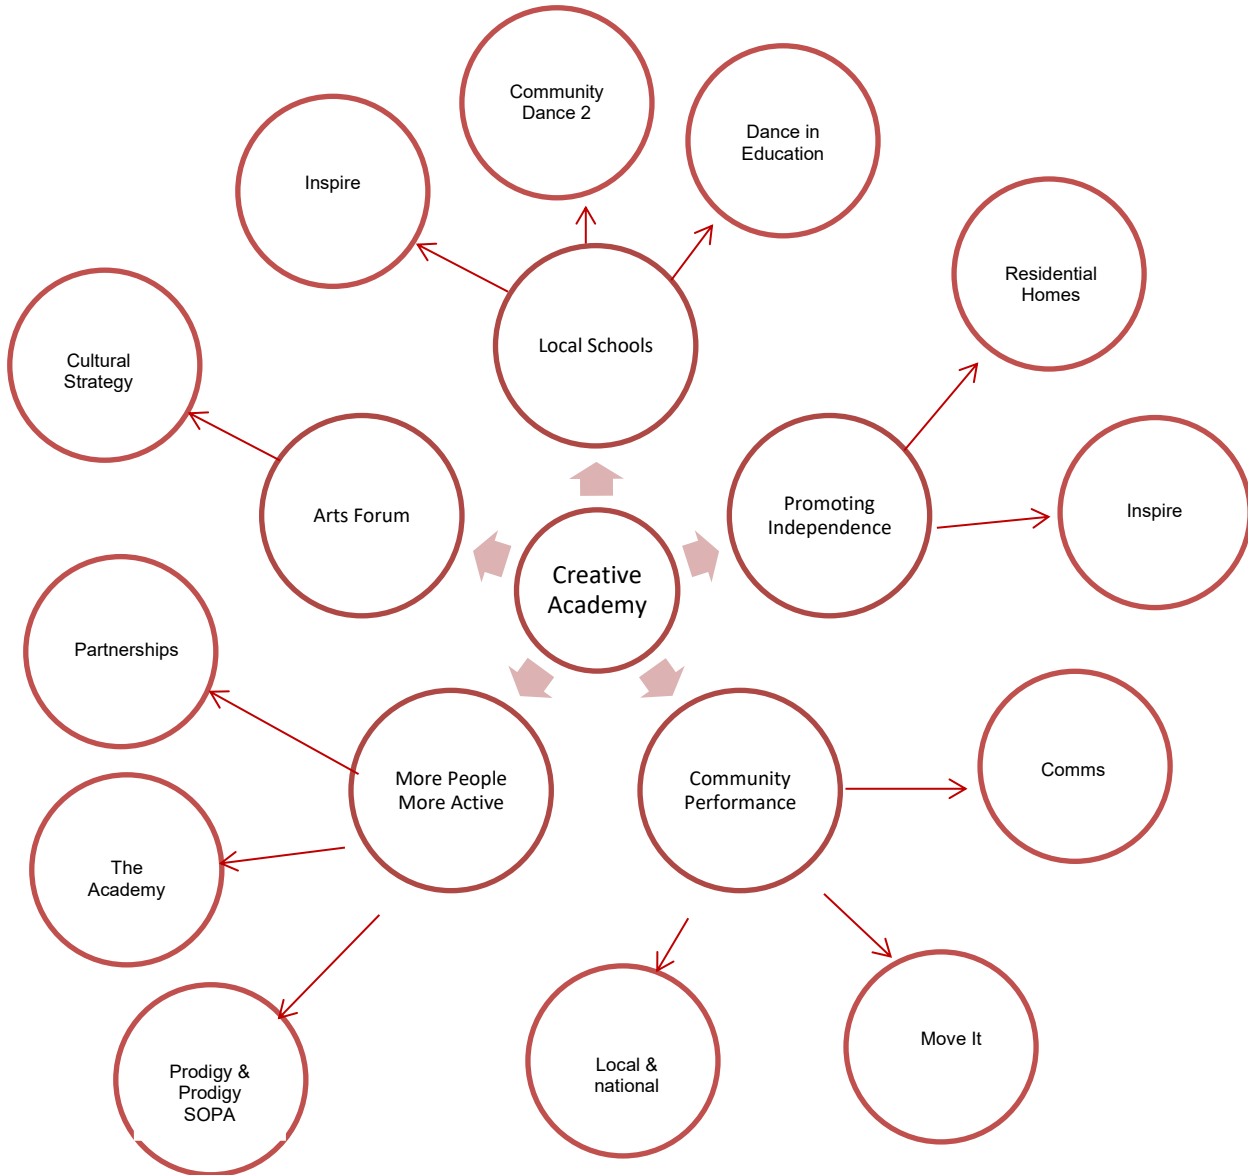 Community
Dance 2
Dance in
Education
Inspire
Residential
Homes
Local Schools
Cultural
Strategy
Arts Forum
Promoting
Independence
Inspire
Creative
Academy
Partnerships
More People
More Active
Community
Performance
Comms
The
Academy
Prodigy &
Prodigy
SOPA
Local &
national
Move It